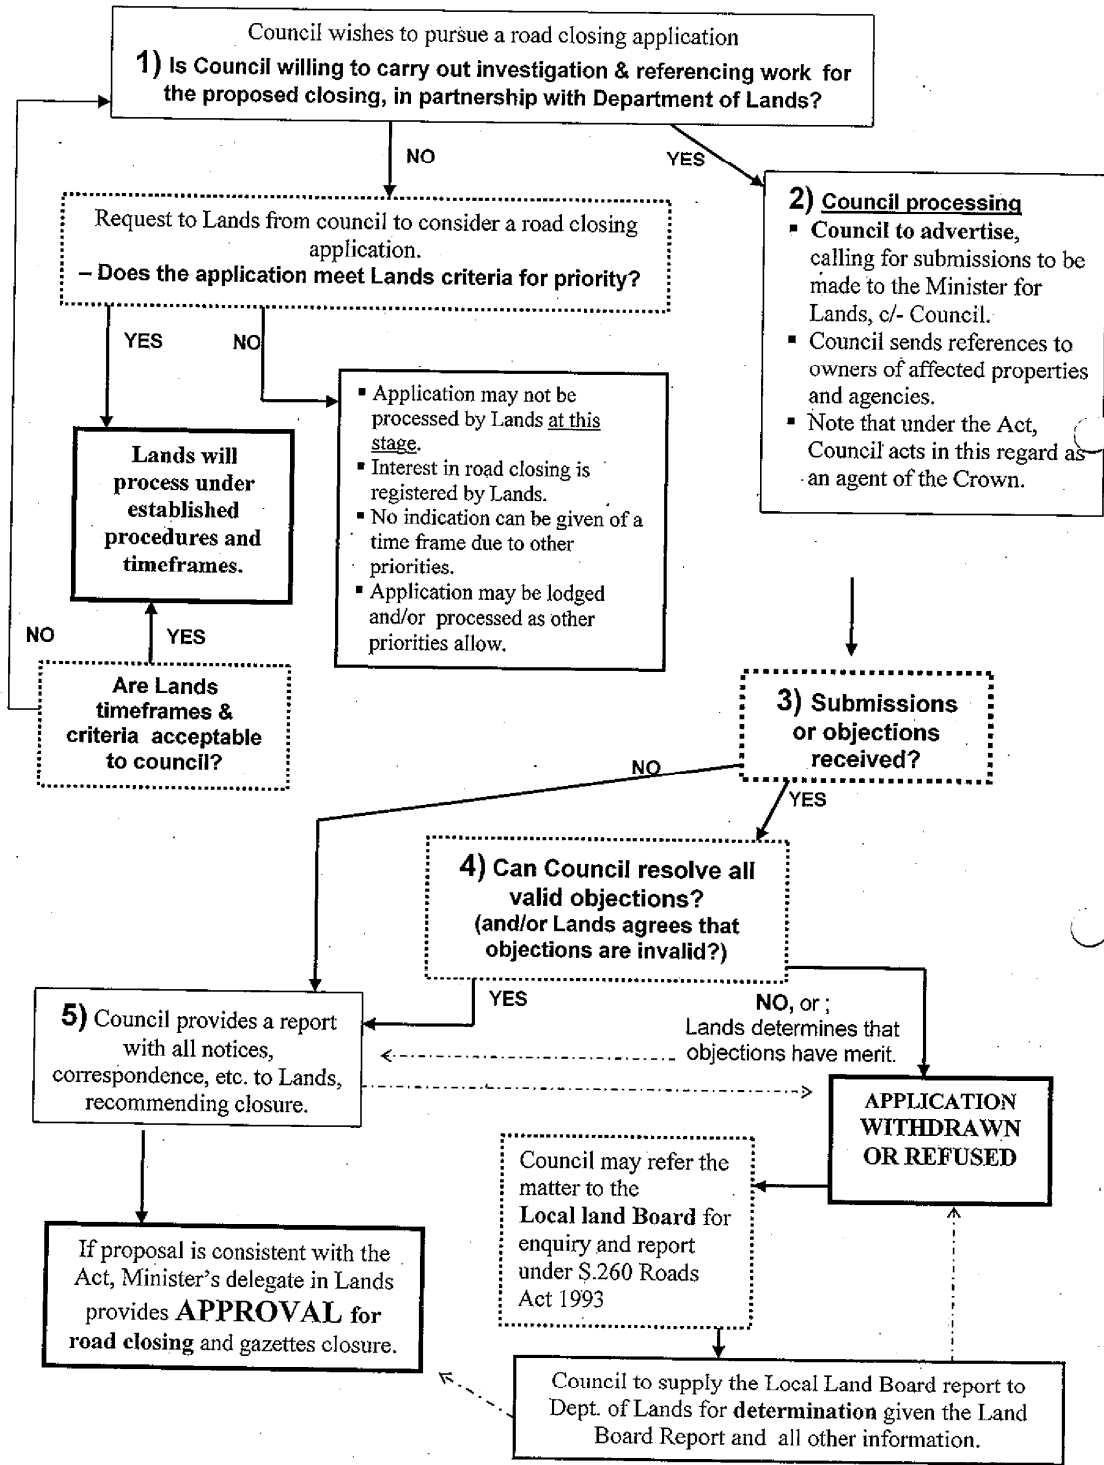 Council wishes to pursue a road closing application
1) Is Council willing to carry out investigation & referencing work for
the proposed closing, in partnership with Department of Lands?
NO
YES
Request to Lands from council to consider a road closing
application.
– Does the application meet Lands criteria for priority?
YES
NO
2) Council processing
▪ Council to advertise,
calling for submissions to be
made to the Minister for
Lands, c/- Council.
▪ Council sends references to
owners of affected properties
and agencies.
▪ Note that under the Act,
Council acts in this regard as
an agent of the Crown.
Lands will
process under
established
procedures and
timeframes.
▪ Application may not be
processed by Lands at this
stage.
▪ Interest in road closing is
registered by Lands.
▪ No indication can be given of a
time frame due to other
priorities.
▪ Application may be lodged
and/or processed as other
priorities allow.
NO
YES
Are Lands
timeframes &
criteria acceptable
to council?
3) Submissions
or objections
received?
NO
YES
4) Can Council resolve all
valid objections?
(and/or Lands agrees that
objections are invalid?)
YES
NO, or ;
Lands determines that
objections have merit.
5) Council provides a report
with all notices,
correspondence, etc. to Lands,
recommending closure.
APPLICATION
WITHDRAWN
OR REFUSED
Council may refer the
matter to the
Local land Board for
enquiry and report
under S.260 Roads
Act 1993
If proposal is consistent with the
Act, Minister's delegate in Lands
provides APPROVAL for
road closing and gazettes closure.
Council to supply the Local Land Board report to
Dept. of Lands for determination given the Land
Board Report and all other information.